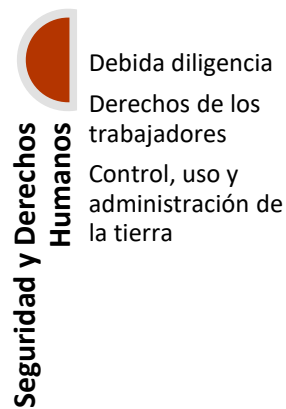 Seguridad y Derechos
Humanos
Debida diligencia
Derechos de los
trabajadores
Control, uso y
administración de
la tierra